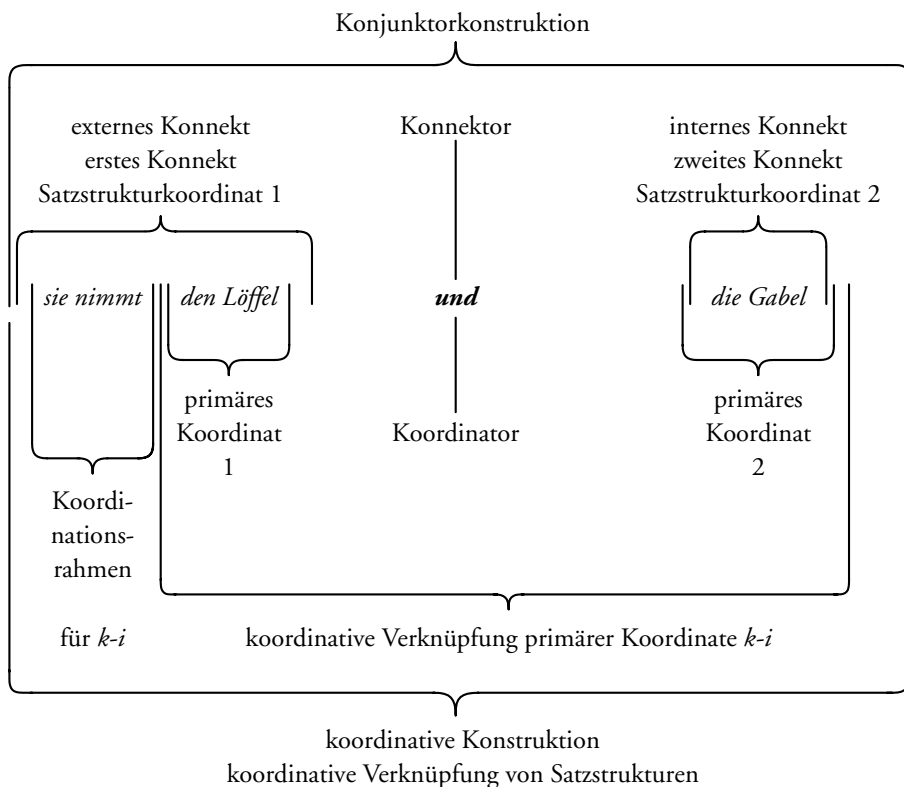 Konjunktorkonstruktion
externes Konnekt
erstes Konnekt
Satzstrukturkoordinat 1
Konnektor
internes Konnekt
zweites Konnekt
Satzstrukturkoordinat 2
sie nimmt
den Löffel
und
die Gabel
primäres
Koordinat
1
Koordinator
primäres
Koordinat
2
Koordi-
nations-
rahmen
für k-i
koordinative Verknüpfung primärer Koordinate k-i
koordinative Konstruktion
koordinative Verknüpfung von Satzstrukturen